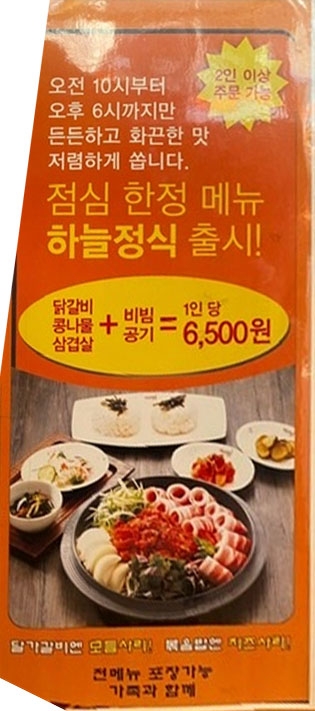 2인 이상
주문 가능
오전 10시부터
오후 6시까지만
든든하고 화끈한 맛
저렴하게 쏩니다.
점심 한정 메뉴
하늘정식 출시!
닭갈비
콩나물
삼겹살
+
비빔
공기
=
1인 당
6,500원
닭갈비엔 모듬사리! 볶음밥엔 치즈사리!
전메뉴 포장가능
가족과 함께